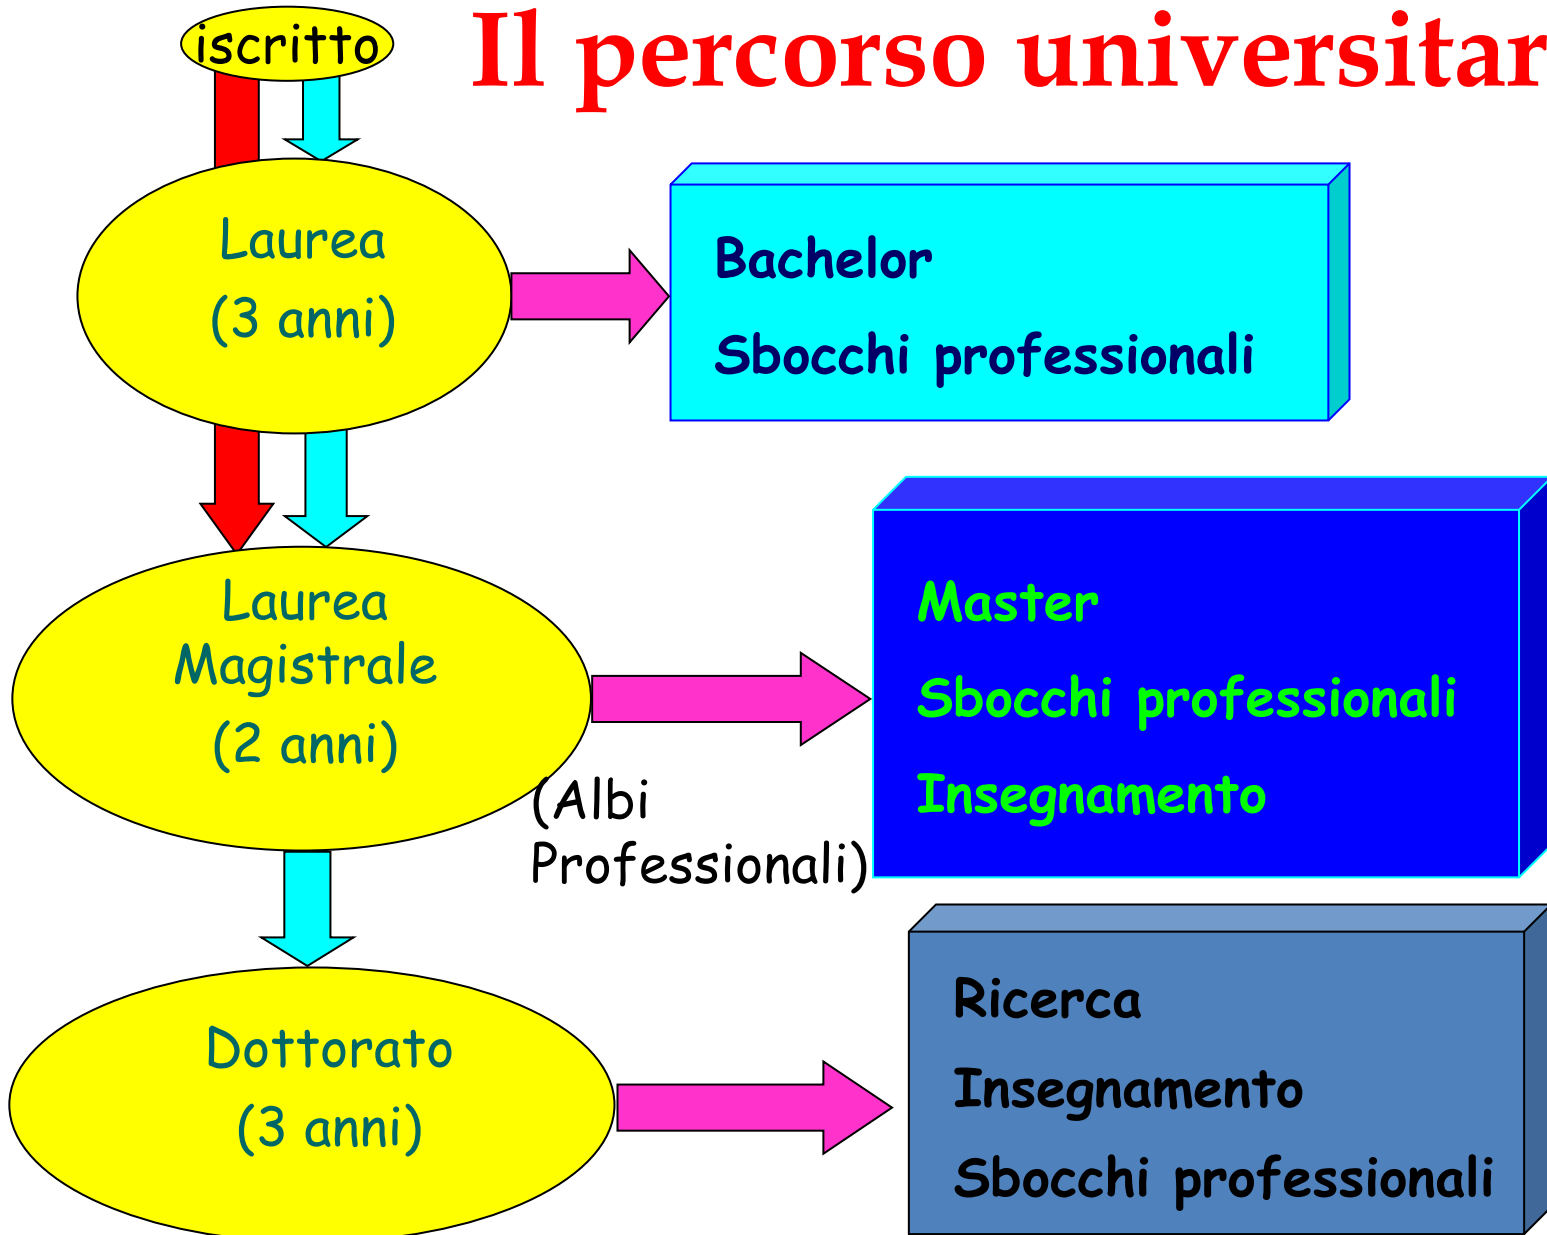 iscritto
Il percorso universitar
Laurea
(3 anni)
Bachelor
Sbocchi professionali
Laurea
Magistrale
(2 anni)
(Albi
Professionali)
Master
Sbocchi professionali
Insegnamento
Dottorato
(3 anni)
Ricerca
Insegnamento
Sbocchi professionali